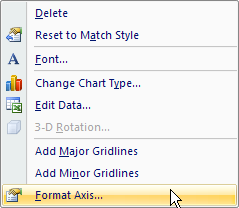 Delete
Reset to Match Style
A Font...
Change Chart Type...
Edit Data...
3-D Rotation...
Add Major Gridlines
Add Minor Gridlines
Format Axis...